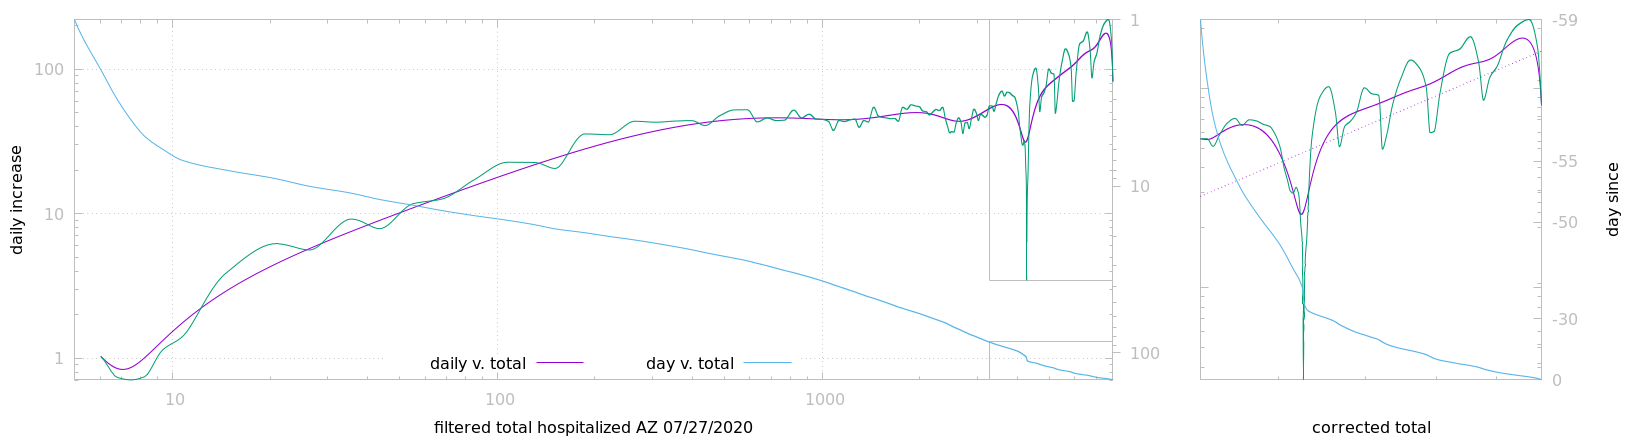 daily increase
100
10
1
10
100
1000
1
10
100
daily v. total
day v. total
filtered total hospitalized AZ 07/27/2020
-59
-55
-50
-30
0
day since
corrected total